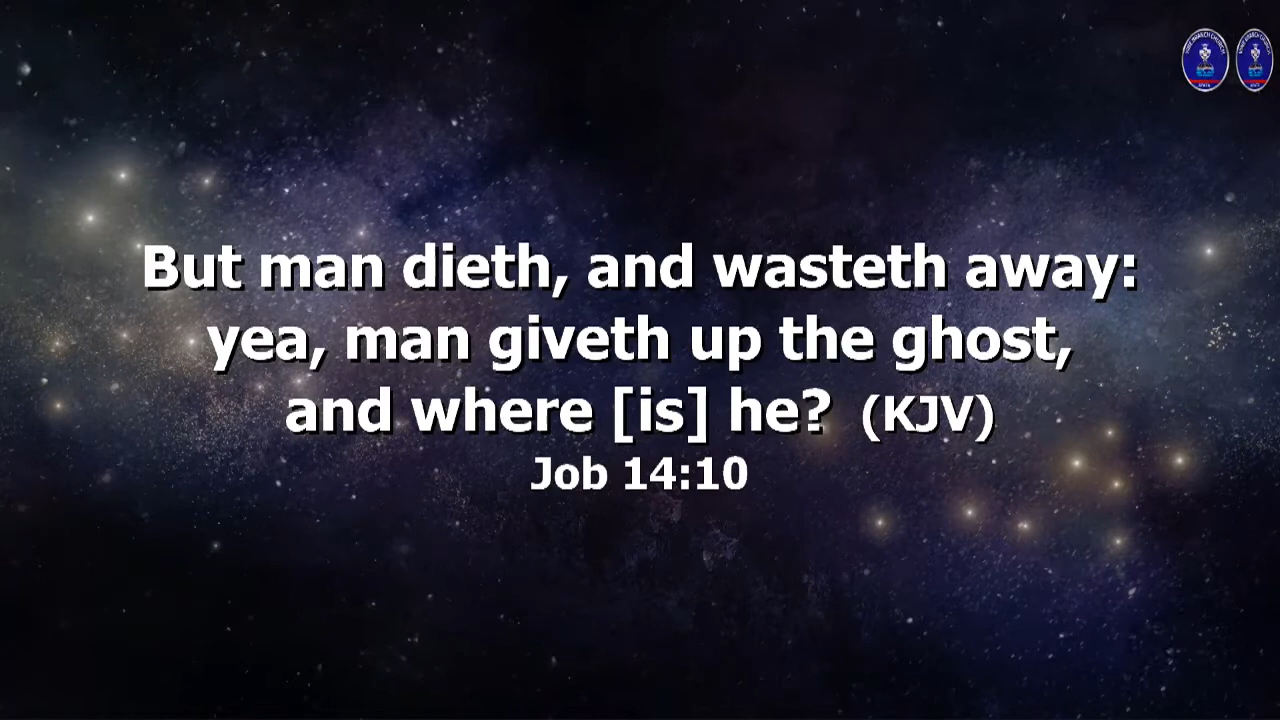 But man dieth, and wasteth away:
yea, man giveth up the ghost,
and where [is] he? (KJV)
Job 14:10